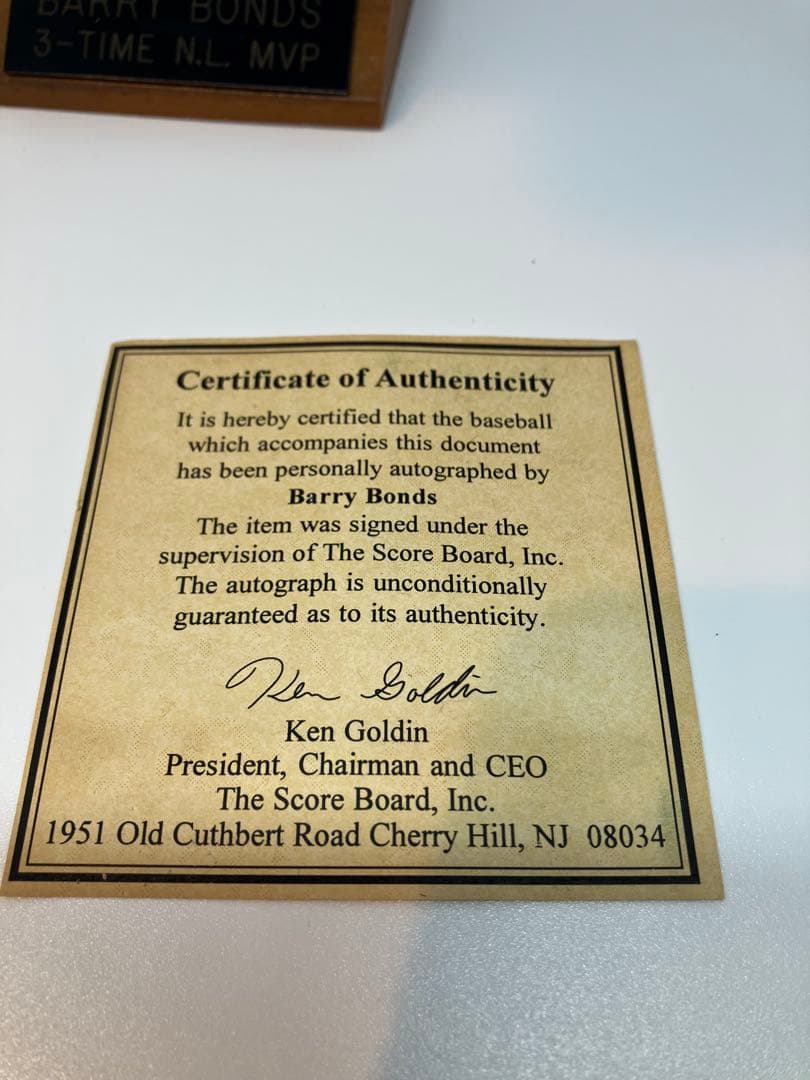 BARRY BONDS
3-TIME N.L. MVP
Certificate of Authenticity
It is hereby certified that the baseball
which accompanies this document
has been personally autographed by
Barry Bonds
The item was signed under the
supervision of The Score Board, Inc.
The autograph is unconditionally
guaranteed as to its authenticity.
Ken Goldin
Ken Goldin
President, Chairman and CEO
The Score Board, Inc.
1951 Old Cuthbert Road Cherry Hill, NJ 08034